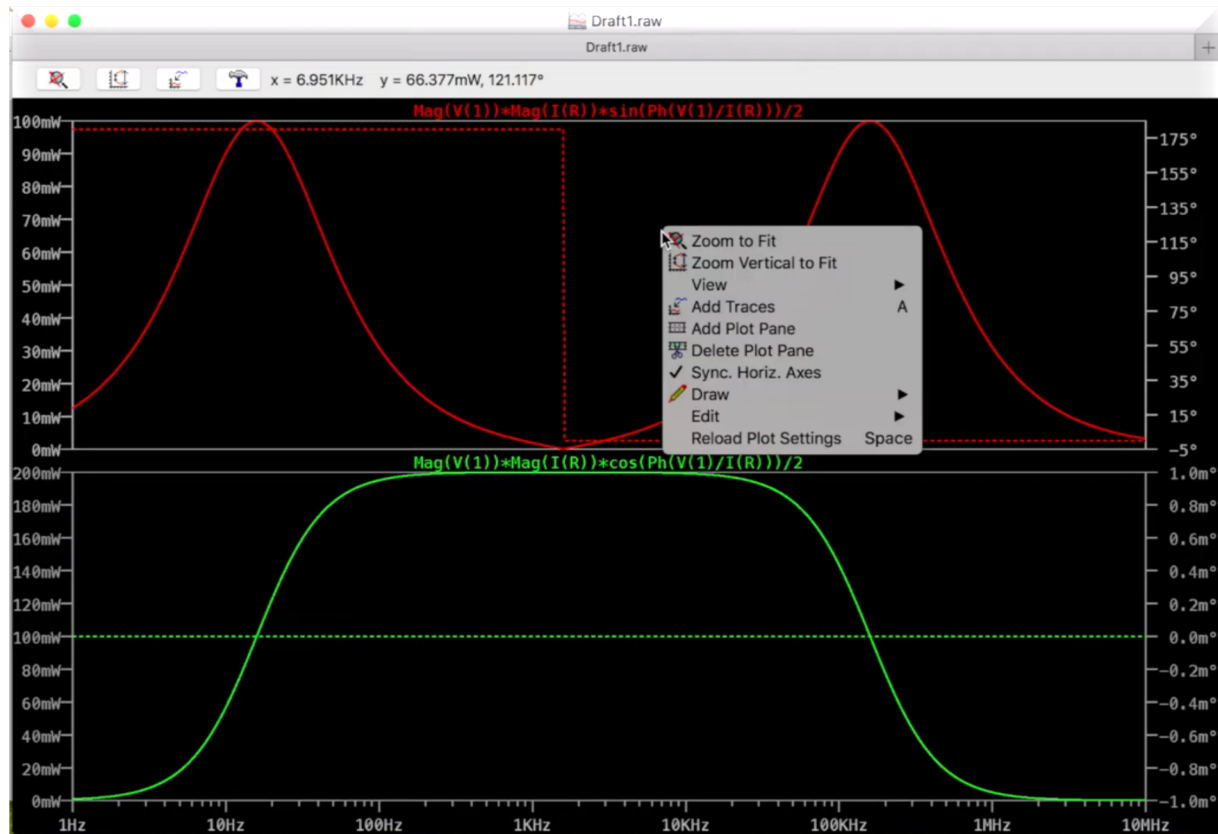 Draft1.raw
Draft1.raw
+
x = 6.951KHz y = 66.377mW, 121.117°
Mag(V(1))*Mag(I(R))*sin(Ph(V(1)/I(R)))/2
100mW
90mW
80mW
70mW
60mW
50mW
40mW
30mW
20mW
10mW
0mW
175°
155°
135°
115°
95°
75°
55°
35°
15°
-5°
Zoom to Fit
Zoom Vertical to Fit
View
Add Traces A
Add Plot Pane
Delete Plot Pane
Sync. Horiz. Axes
Draw
Edit
Reload Plot Settings Space
Mag(V(1))*Mag(I(R))*cos(Ph(V(1)/I(R)))/2
200mW
180mW
160mW
140mW
120mW
100mW
80mW
60mW
40mW
20mW
0mW
1.0m°
0.8m°
0.6m°
0.4m°
0.2m°
0.0m°
-0.2m°
-0.4m°
-0.6m°
-0.8m°
-1.0m°
1Hz 10Hz 100Hz 1KHz 10KHz 100KHz 1MHz 10MHz